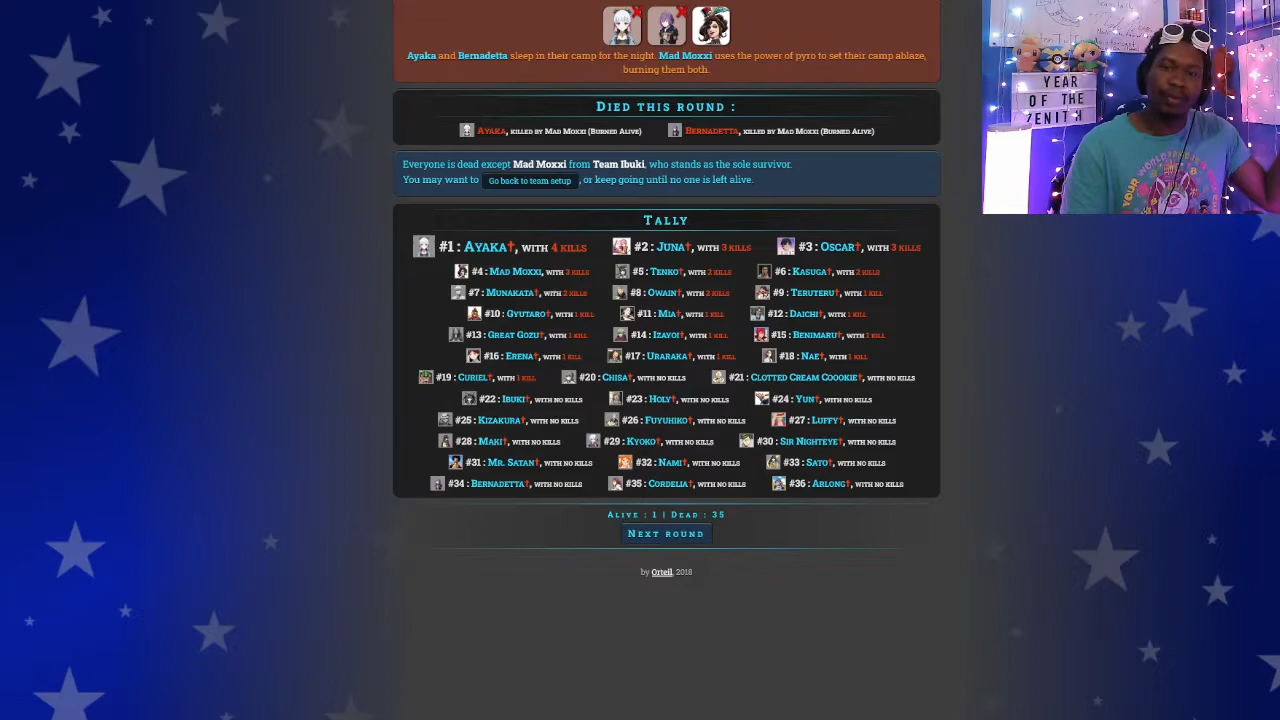 Ayaka and Bernadetta sleep in their camp for the night. Mad Moxxi uses the power of pyro to set their camp ablaze,
burning them both.
Died this round :
Ayaka, killed by Mad Moxxi (Burned Alive) Bernadetta, killed by Mad Moxxi (Burned Alive)
Everyone is dead except Mad Moxxi from Team Ibuki, who stands as the sole survivor.
You may want to Go back to team setup, or keep going until no one is left alive.
Tally
#1 : Ayaka†, with 4 kills #2 : Juna†, with 3 kills #3 : Oscar†, with 3 kills
#4 : Mad Moxxi, with 3 kills #5 : Tenko†, with 2 kills #6 : Kasuga†, with 2 kills
#7 : Munakata†, with 2 kills #8 : Owain†, with 2 kills #9 : Teruteru†, with 1 kill
#10 : Gyutaro†, with 1 kill #11 : Mia†, with 1 kill #12 : Daichi†, with 1 kill
#13 : Great Gozu†, with 1 kill #14 : Izayoi†, with 1 kill #15 : Benimaru†, with 1 kill
#16 : Erena†, with 1 kill #17 : Uraraka†, with 1 kill #18 : Nae†, with 1 kill
#19 : Curiel†, with 1 kill #20 : Chisa†, with no kills #21 : Clotted Cream Coookie†, with no kills
#22 : Ibuki†, with no kills #23 : Holy†, with no kills #24 : Yun†, with no kills
#25 : Kizakura†, with no kills #26 : Fuyuhiko†, with no kills #27 : Luffy†, with no kills
#28 : Maki†, with no kills #29 : Kyoko†, with no kills #30 : Sir Nighteye†, with no kills
#31 : Mr. Satan†, with no kills #32 : Nami†, with no kills #33 : Sato†, with no kills
#34 : Bernadetta†, with no kills #35 : Cordelia†, with no kills #36 : Arlong†, with no kills
Alive : 1 | Dead : 35
Next round
by Orteil, 2018
YEAR
OF THE
ZENITH
YOUR WORLD